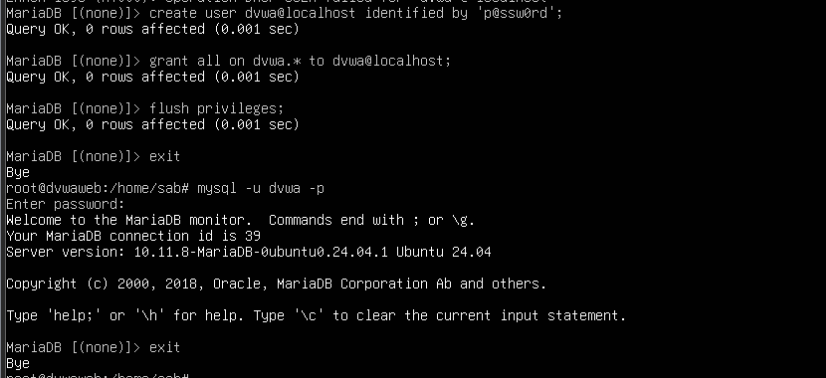 MariaDB [(none)]> create user dvwa@localhost identified by 'p@ssw0rd';
Query OK, 0 rows affected (0.001 sec)
MariaDB [(none)]> grant all on dvwa.* to dvwa@localhost;
Query OK, 0 rows affected (0.001 sec)
MariaDB [(none)]> flush privileges;
Query OK, 0 rows affected (0.001 sec)
MariaDB [(none)]> exit
Bye
root@dvwaweb:/home/sab# mysql -u dvwa -p
Enter password:
Welcome to the MariaDB monitor.  Commands end with ; or \g.
Your MariaDB connection id is 39
Server version: 10.11.8-MariaDB-0ubuntu0.24.04.1 Ubuntu 24.04
Copyright (c) 2000, 2018, Oracle, MariaDB Corporation Ab and others.
Type 'help;' or '\h' for help. Type '\c' to clear the current input statement.
MariaDB [(none)]> exit
Bye
root@dvwaweb:/home/sab#